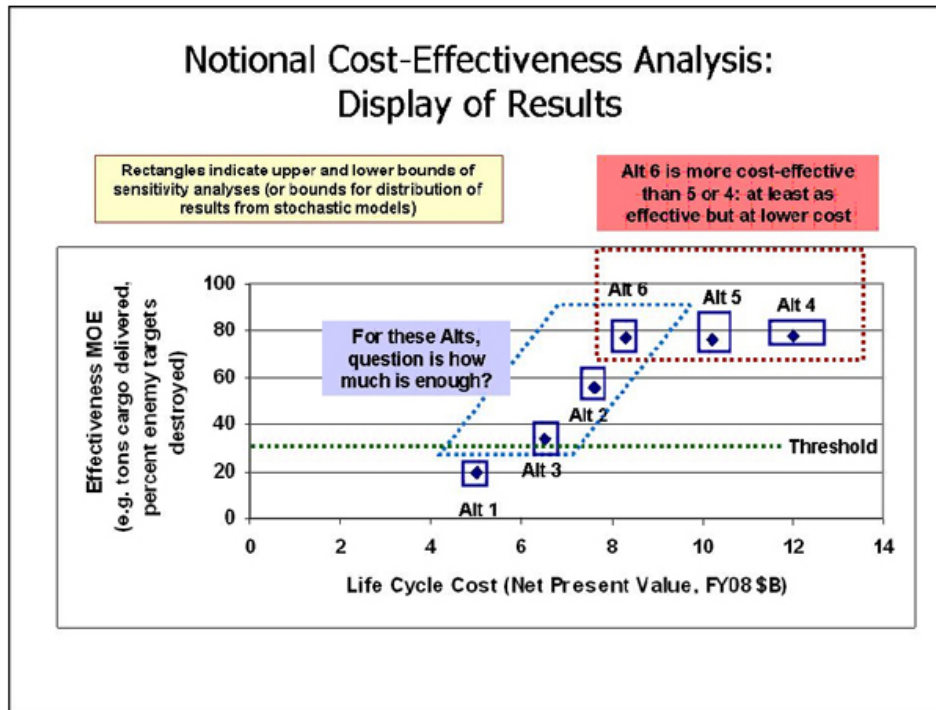 Notional Cost-Effectiveness Analysis:
Display of Results
Rectangles indicate upper and lower bounds of
sensitivity analyses (or bounds for distribution of
results from stochastic models)
Alt 6 is more cost-effective
than 5 or 4: at least as
effective but at lower cost
Effectiveness MOE
(e.g. tons cargo delivered,
percent enemy targets
destroyed)
100
80
60
40
20
0
For these Alts,
question is how
much is enough?
Alt 6
Alt 5
Alt 4
Alt 2
Alt 3
Alt 1
Threshold
0 2 4 6 8 10 12 14
Life Cycle Cost (Net Present Value, FY08 $B)